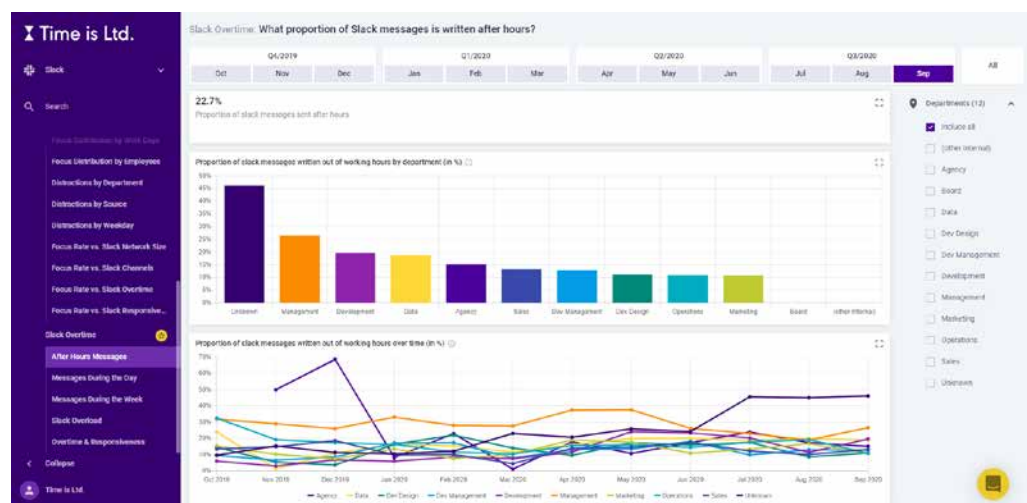 Time is Ltd.
Slack Overtime: What proportion of Slack messages is written after hours?
Q4/2019
Q1/2020
Q2/2020
Q3/2020
Oct Nov Dec Jan Feb Mar Apr May Jun Jul Aug Sep All
Slack
Search
Focus Distribution by Employees
Distractions by Department
Distractions by Source
Distractions by Weekday
Focus Rate vs. Slack Network Size
Focus Rate vs. Slack Channels
Focus Rate vs. Slack Overtime
Focus Rate vs. Slack Responsive...
Slack Overtime
After Hours Messages
Messages During the Day
Messages During the Week
Slack Overload
Overtime & Responsiveness
Collapse
Time is Ltd.
22.7%
Proportion of slack messages sent after hours
Proportion of slack messages written out of working hours by department (in %)
50%
45%
40%
35%
30%
25%
20%
15%
10%
5%
0%
Unknown Management Development Data Agency Sales Dev Management Dev Design Operations Marketing Board (other internal)
Proportion of slack messages written out of working hours over time (in %)
70%
60%
50%
40%
30%
20%
10%
0%
Oct 2019 Nov 2019 Dec 2019 Jan 2020 Feb 2020 Mar 2020 Apr 2020 May 2020 Jun 2020 Jul 2020 Aug 2020 Sep 2020
Agency Data Dev Design Dev Management Development Management Marketing Operations Sales Unknown
Departments (12)
Include all
(other internal)
Agency
Board
Data
Dev Design
Dev Management
Development
Management
Marketing
Operations
Sales
Unknown